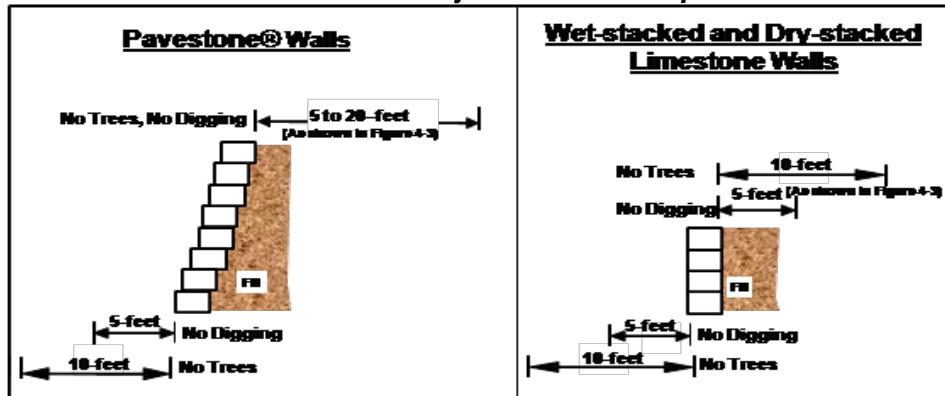 Pavestone® Walls
No Trees, No Digging
5 to 20-feet
(As shown in Figure 4-3)
Fill
5-feet
No Digging
10-feet
No Trees
Wet-stacked and Dry-stacked
Limestone Walls
No Trees
10-feet
(As shown in Figure 4-3)
No Digging
5-feet
Fill
5-feet
No Digging
10-feet
No Trees